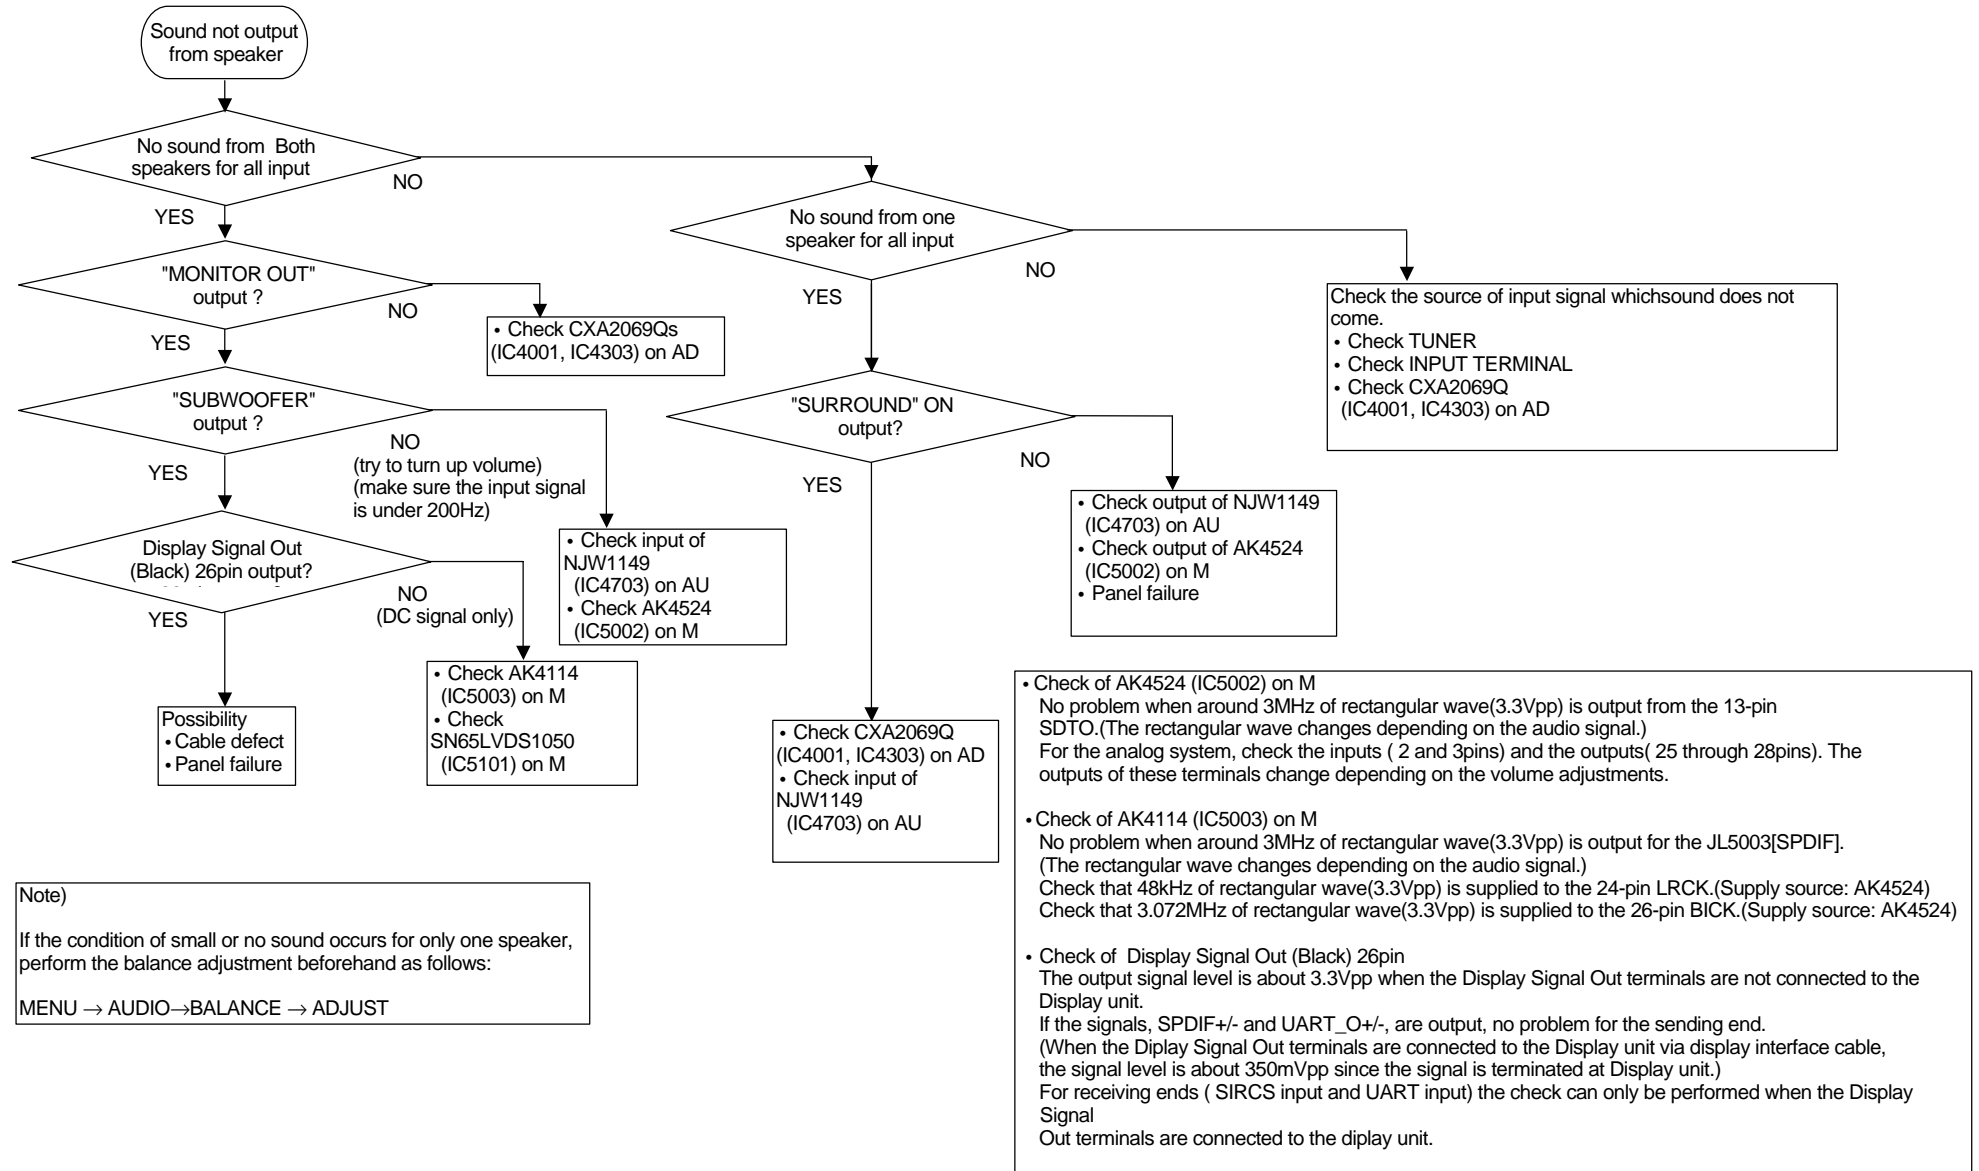 Sound not output
from speaker
No sound from Both
speakers for all input
NO
YES
"MONITOR OUT"
output ?
NO
YES
• Check CXA2069Qs
(IC4001, IC4303) on AD
"SUBWOOFER"
output ?
NO
(try to turn up volume)
(make sure the input signal
is under 200Hz)
YES
• Check input of
NJW1149
(IC4703) on AU
• Check AK4524
(IC5002) on M
Display Signal Out
(Black) 26pin output?
NO
(DC signal only)
YES
• Check AK4114
(IC5003) on M
• Check
SN65LVDS1050
(IC5101) on M
Possibility
• Cable defect
• Panel failure
No sound from one
speaker for all input
NO
YES
Check the source of input signal whichsound does not
come.
• Check TUNER
• Check INPUT TERMINAL
• Check CXA2069Q
(IC4001, IC4303) on AD
"SURROUND" ON
output?
NO
YES
• Check output of NJW1149
(IC4703) on AU
• Check output of AK4524
(IC5002) on M
• Panel failure
• Check CXA2069Q
(IC4001, IC4303) on AD
• Check input of
NJW1149
(IC4703) on AU
Note)
If the condition of small or no sound occurs for only one speaker,
perform the balance adjustment beforehand as follows:
MENU → AUDIO→BALANCE → ADJUST
• Check of AK4524 (IC5002) on M
No problem when around 3MHz of rectangular wave(3.3Vpp) is output from the 13-pin
SDTO.(The rectangular wave changes depending on the audio signal.)
For the analog system, check the inputs ( 2 and 3pins) and the outputs( 25 through 28pins). The
outputs of these terminals change depending on the volume adjustments.
• Check of AK4114 (IC5003) on M
No problem when around 3MHz of rectangular wave(3.3Vpp) is output for the JL5003[SPDIF].
(The rectangular wave changes depending on the audio signal.)
Check that 48kHz of rectangular wave(3.3Vpp) is supplied to the 24-pin LRCK.(Supply source: AK4524)
Check that 3.072MHz of rectangular wave(3.3Vpp) is supplied to the 26-pin BICK.(Supply source: AK4524)
• Check of Display Signal Out (Black) 26pin
The output signal level is about 3.3Vpp when the Display Signal Out terminals are not connected to the
Display unit.
If the signals, SPDIF+/- and UART_O+/-, are output, no problem for the sending end.
(When the Diplay Signal Out terminals are connected to the Display unit via display interface cable,
the signal level is about 350mVpp since the signal is terminated at Display unit.)
For receiving ends ( SIRCS input and UART input) the check can only be performed when the Display
Signal
Out terminals are connected to the diplay unit.